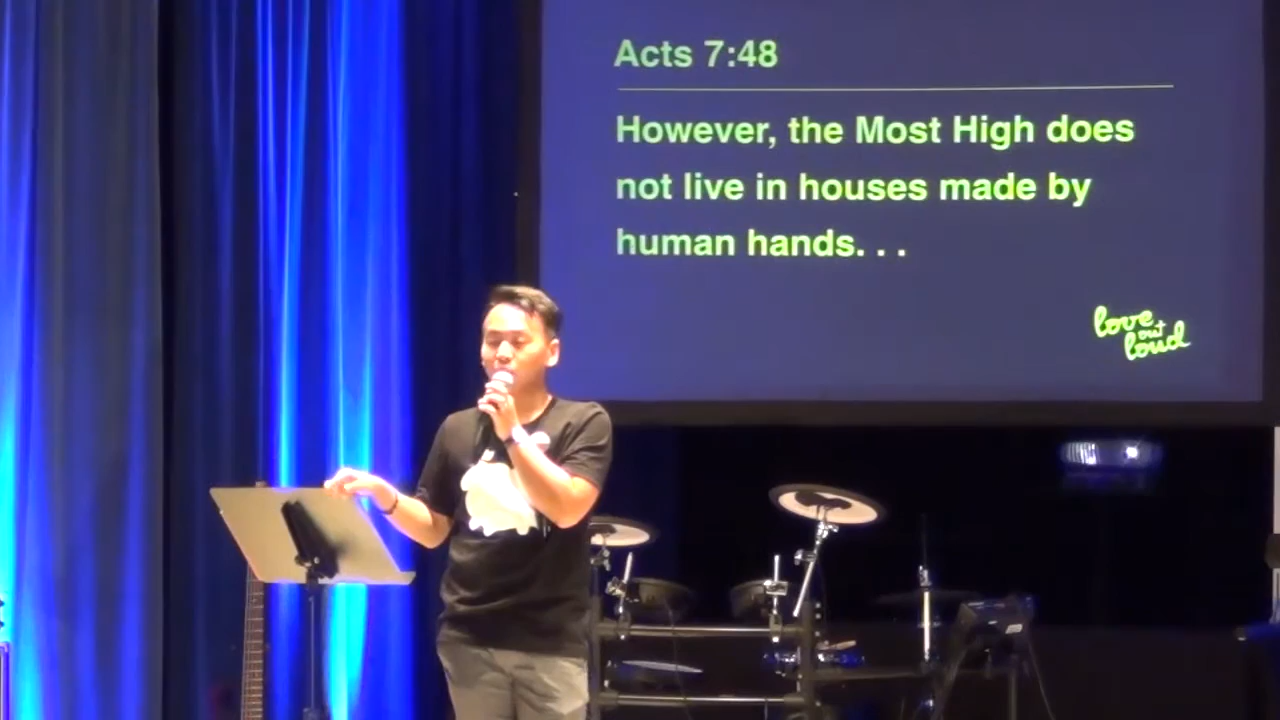 Acts 7:48
However, the Most High does
not live in houses made by
human hands. . .
love out
loud